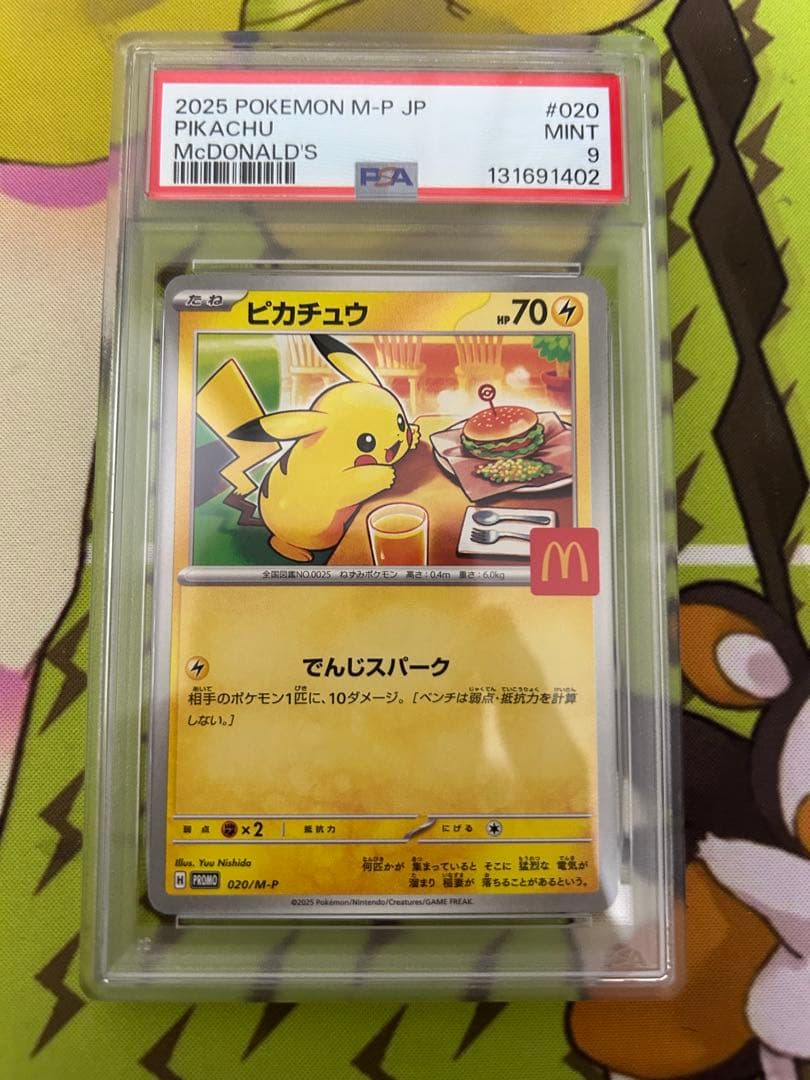 2025 POKEMON M-P JP #020
PIKACHU MINT
McDONALD'S 9
PSA 131691402
たね ピカチュウ HP70
M
全国図鑑NO.0025 ねずみポケモン 高さ:0.4m 重さ:6.0kg
でんじスパーク
相手のポケモン1匹に、10ダメージ。[ベンチは弱点・抵抗力を計算
しない。]
弱点 ×2 抵抗力 にげる
Illus. Yuu Nishida
何匹かが 集まっていると そこに 猛烈な 電気が
溜まり 稲妻が 落ちることがあるという。
H PROMO 020/M-P
©2025 Pokémon/Nintendo/Creatures/GAME FREAK.